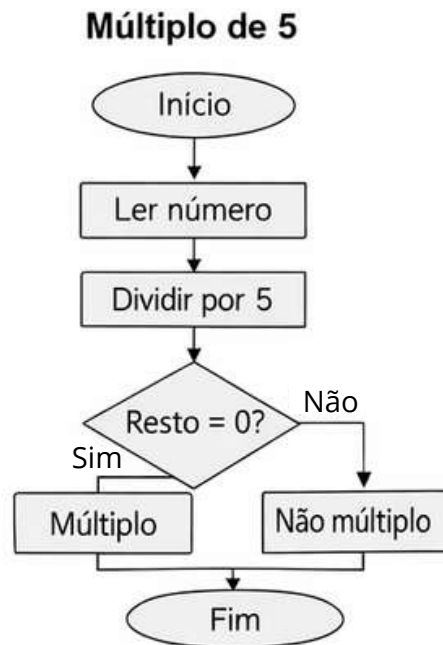 Múltiplo de 5
Início
Ler número
Dividir por 5
Resto = 0?
Não
Sim
Múltiplo
Não múltiplo
Fim